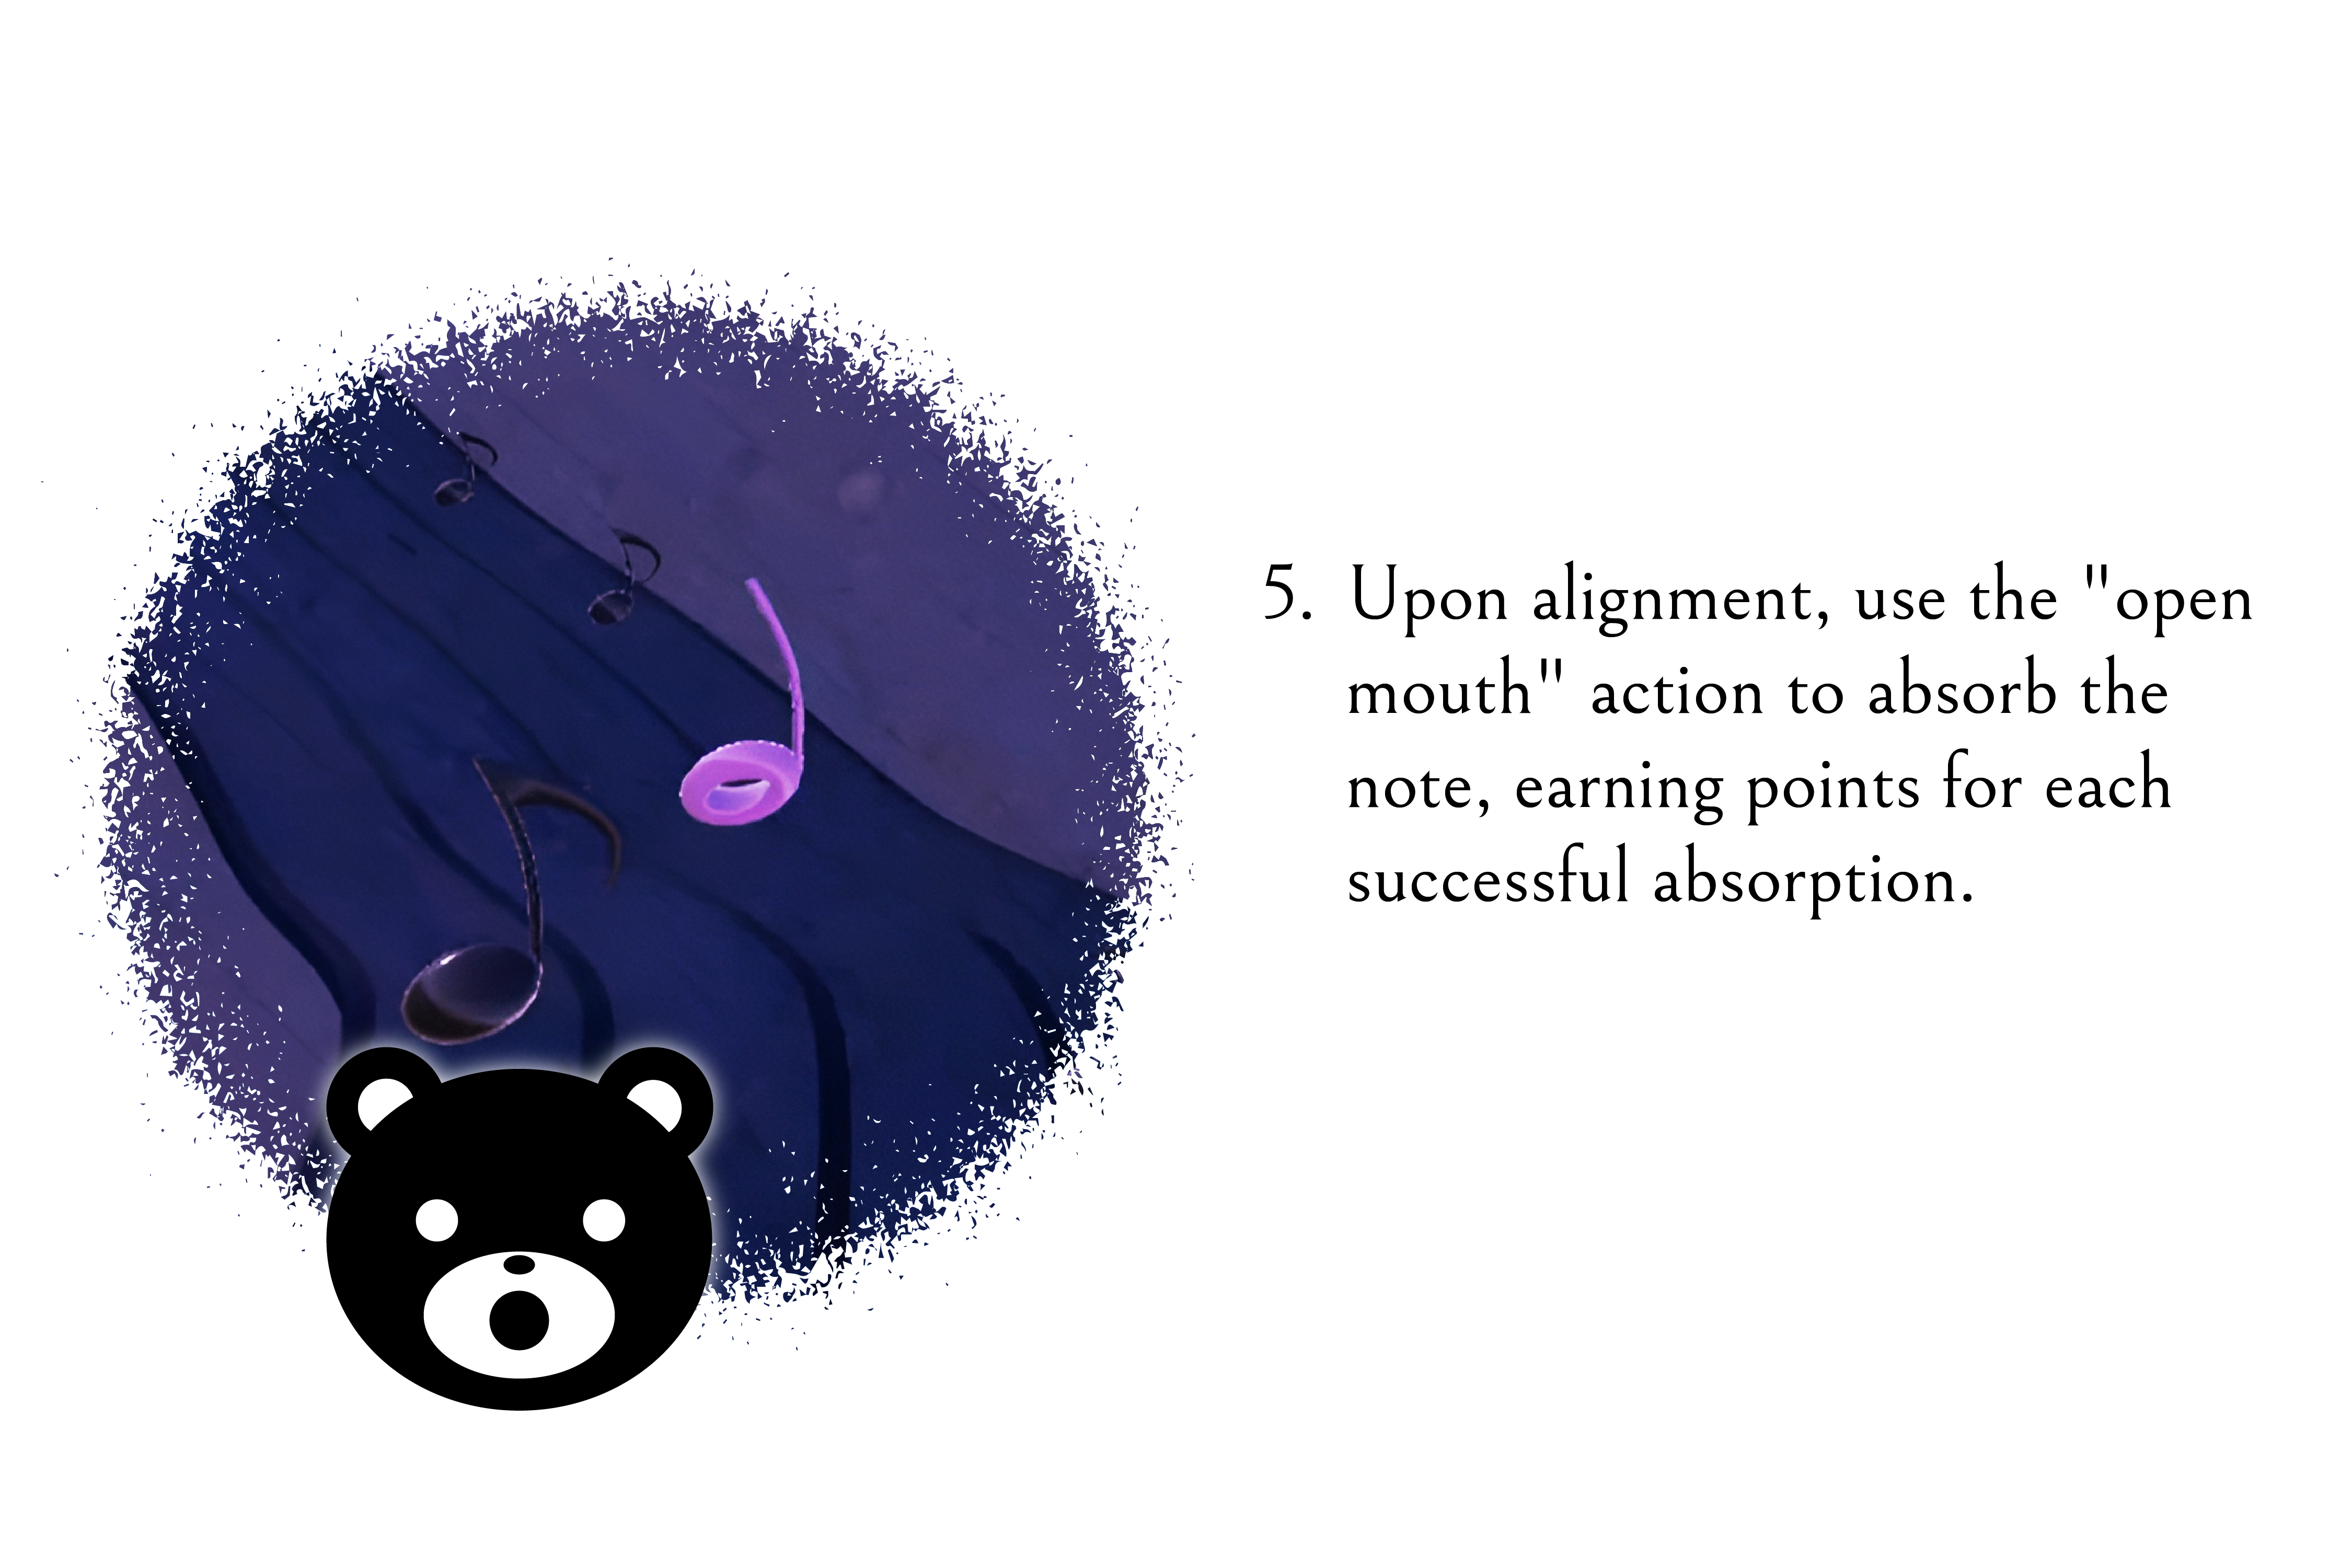 5. Upon alignment, use the "open
mouth" action to absorb the
note, earning points for each
successful absorption.